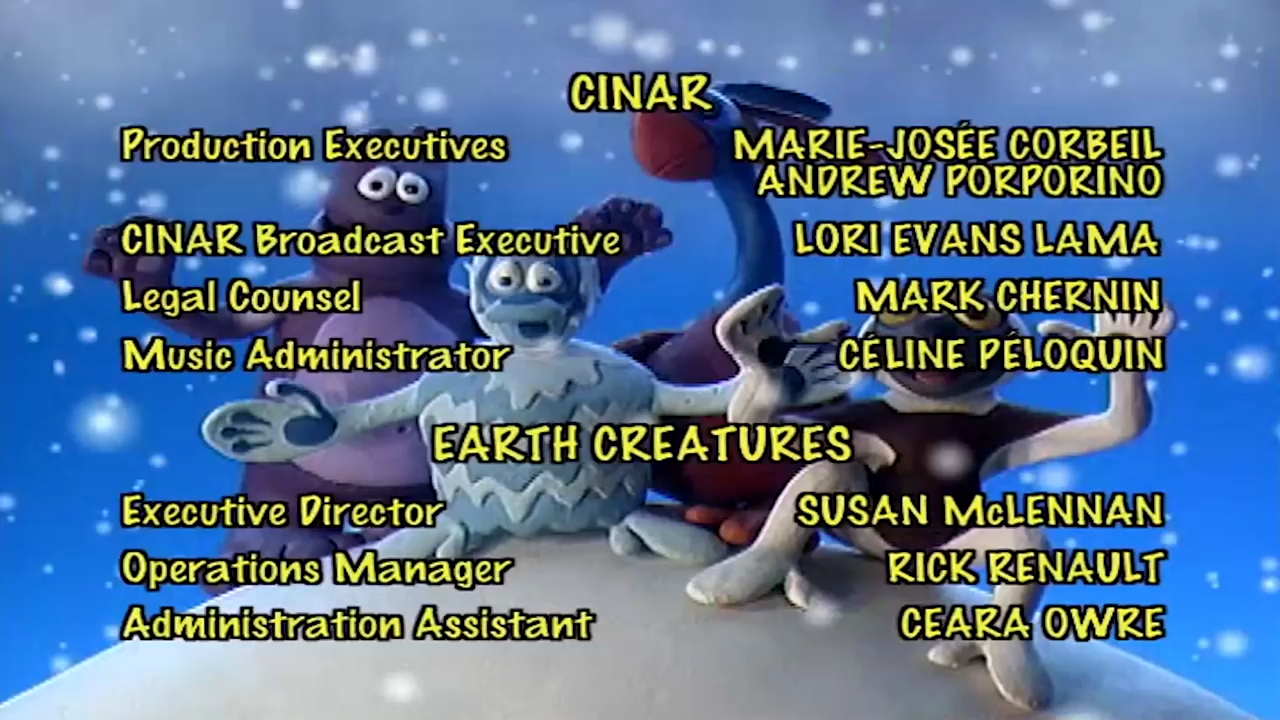 CINAR
Production Executives MARIE-JOSÉE CORBEIL
ANDREW PORPORINO
CINAR Broadcast Executive LORI EVANS LAMA
Legal Counsel MARK CHERNIN
Music Administrator CÉLINE PÉLOQUIN
EARTH CREATURES
Executive Director SUSAN McLENNAN
Operations Manager RICK RENAULT
Administration Assistant CEARA OWRE